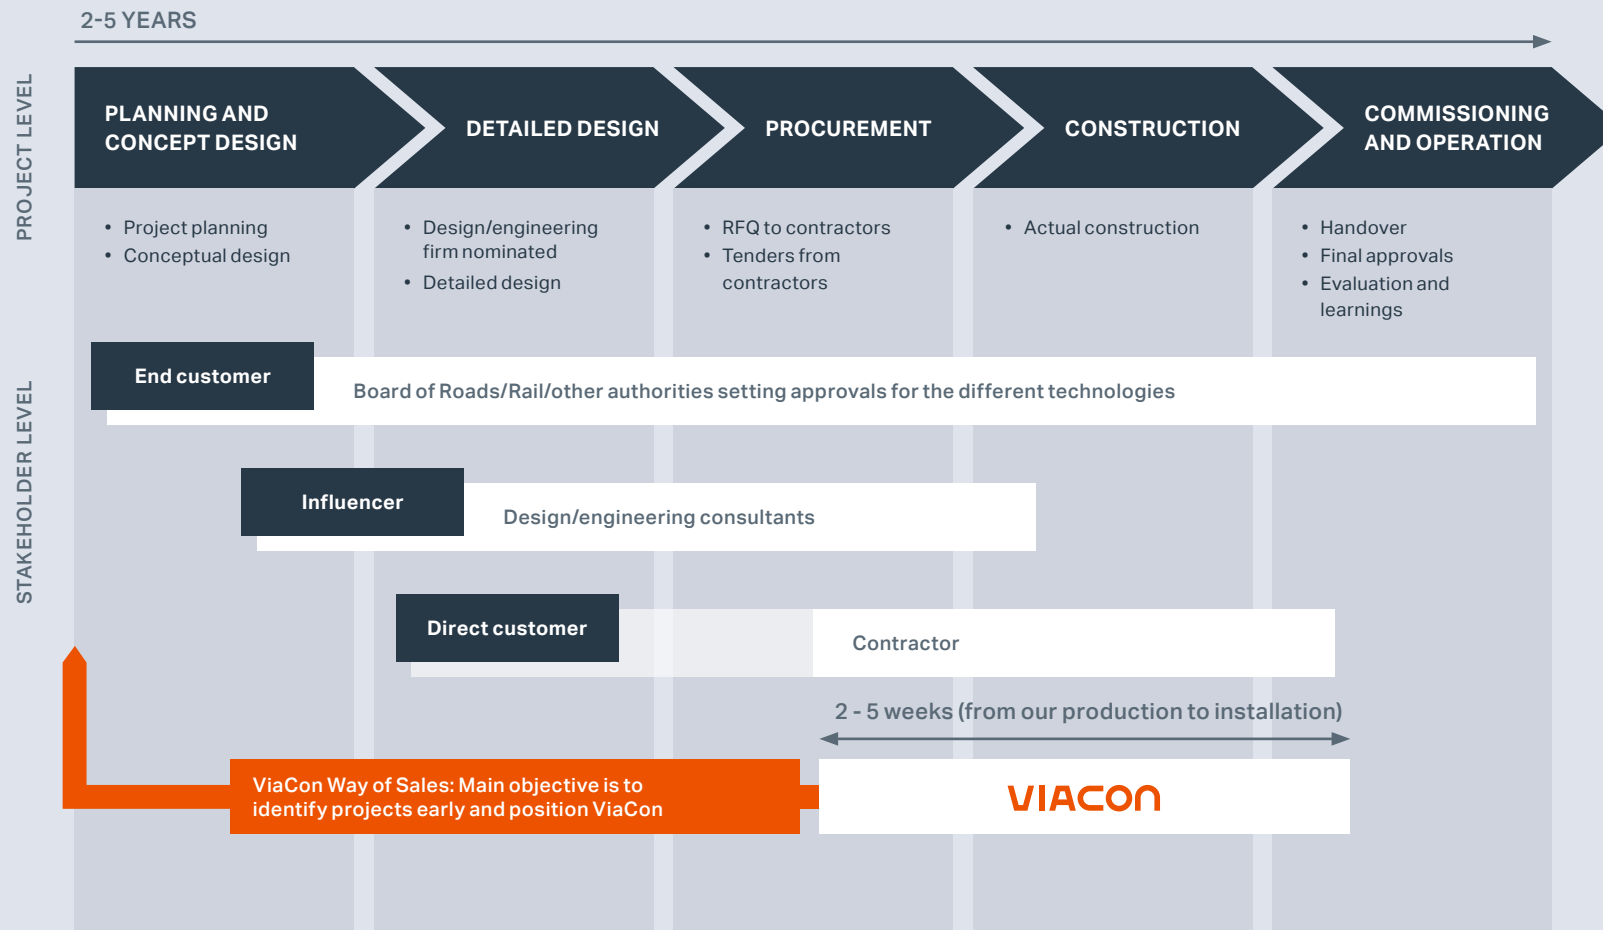 2-5 YEARS
PROJECT LEVEL
PLANNING AND
CONCEPT DESIGN
DETAILED DESIGN
PROCUREMENT
CONSTRUCTION
COMMISSIONING
AND OPERATION
• Project planning
• Conceptual design
• Design/engineering
firm nominated
• Detailed design
• RFQ to contractors
• Tenders from
contractors
• Actual construction
• Handover
• Final approvals
• Evaluation and
learnings
STAKEHOLDER LEVEL
End customer
Board of Roads/Rail/other authorities setting approvals for the different technologies
Influencer
Design/engineering consultants
Direct customer
Contractor
2 - 5 weeks (from our production to installation)
ViaCon Way of Sales: Main objective is to
identify projects early and position ViaCon
VIACON